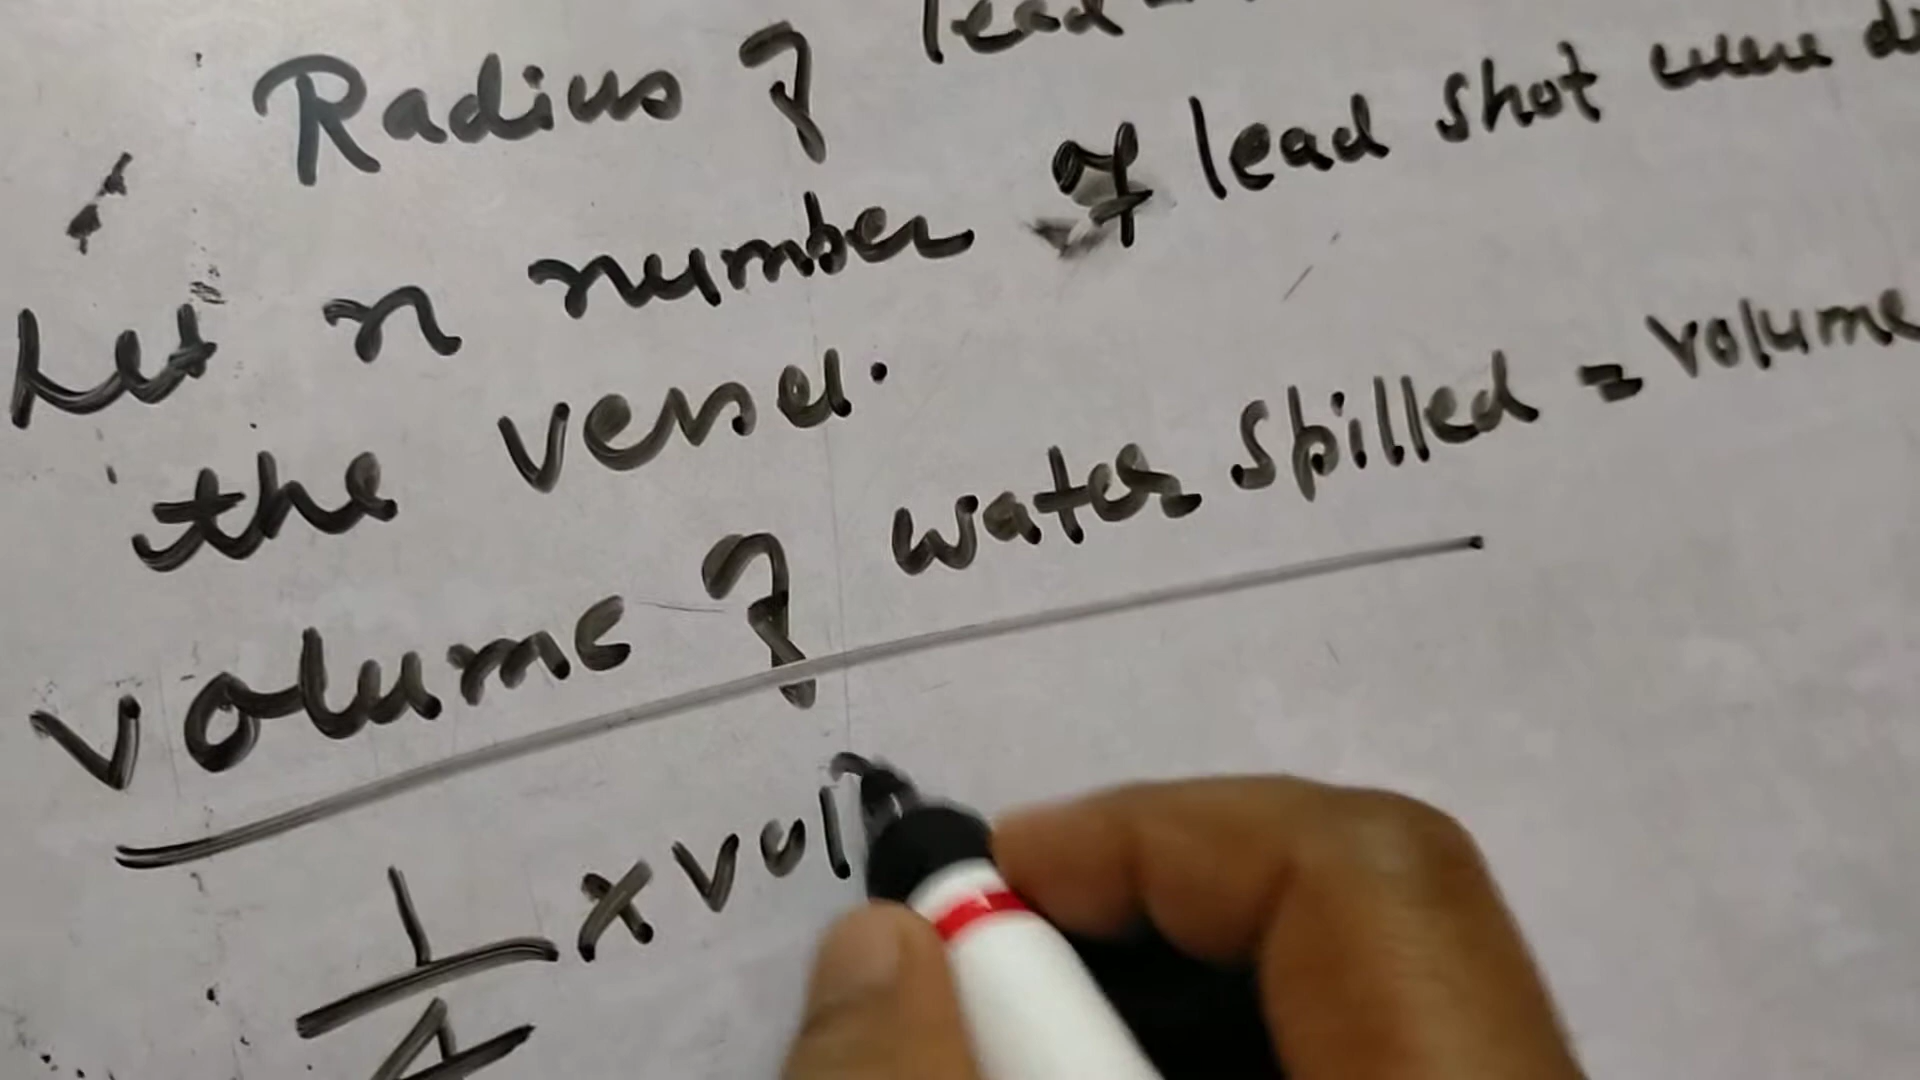 Radius of lead
Let n number of lead shot were
the vessel.
volume of water spilled = volume
1/4 x vol